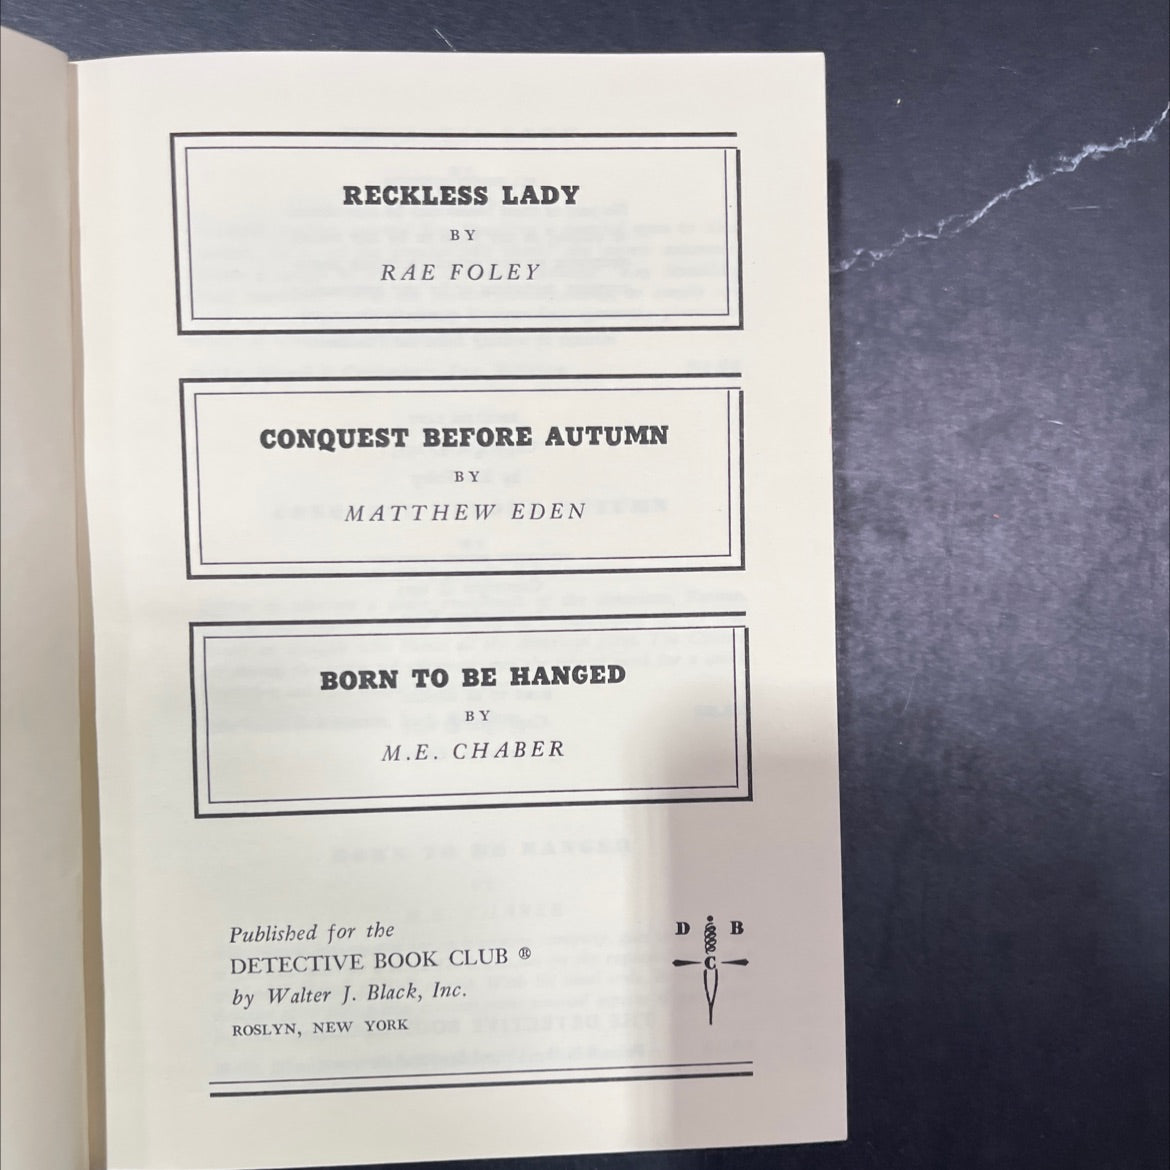 RECKLESS LADY
BY
RAE FOLEY
CONQUEST BEFORE AUTUMN
BY
MATTHEW EDEN
BORN TO BE HANGED
BY
M.E. CHABER
Published for the
DETECTIVE BOOK CLUB ®
by Walter J. Black, Inc.
ROSLYN, NEW YORK
D B
C